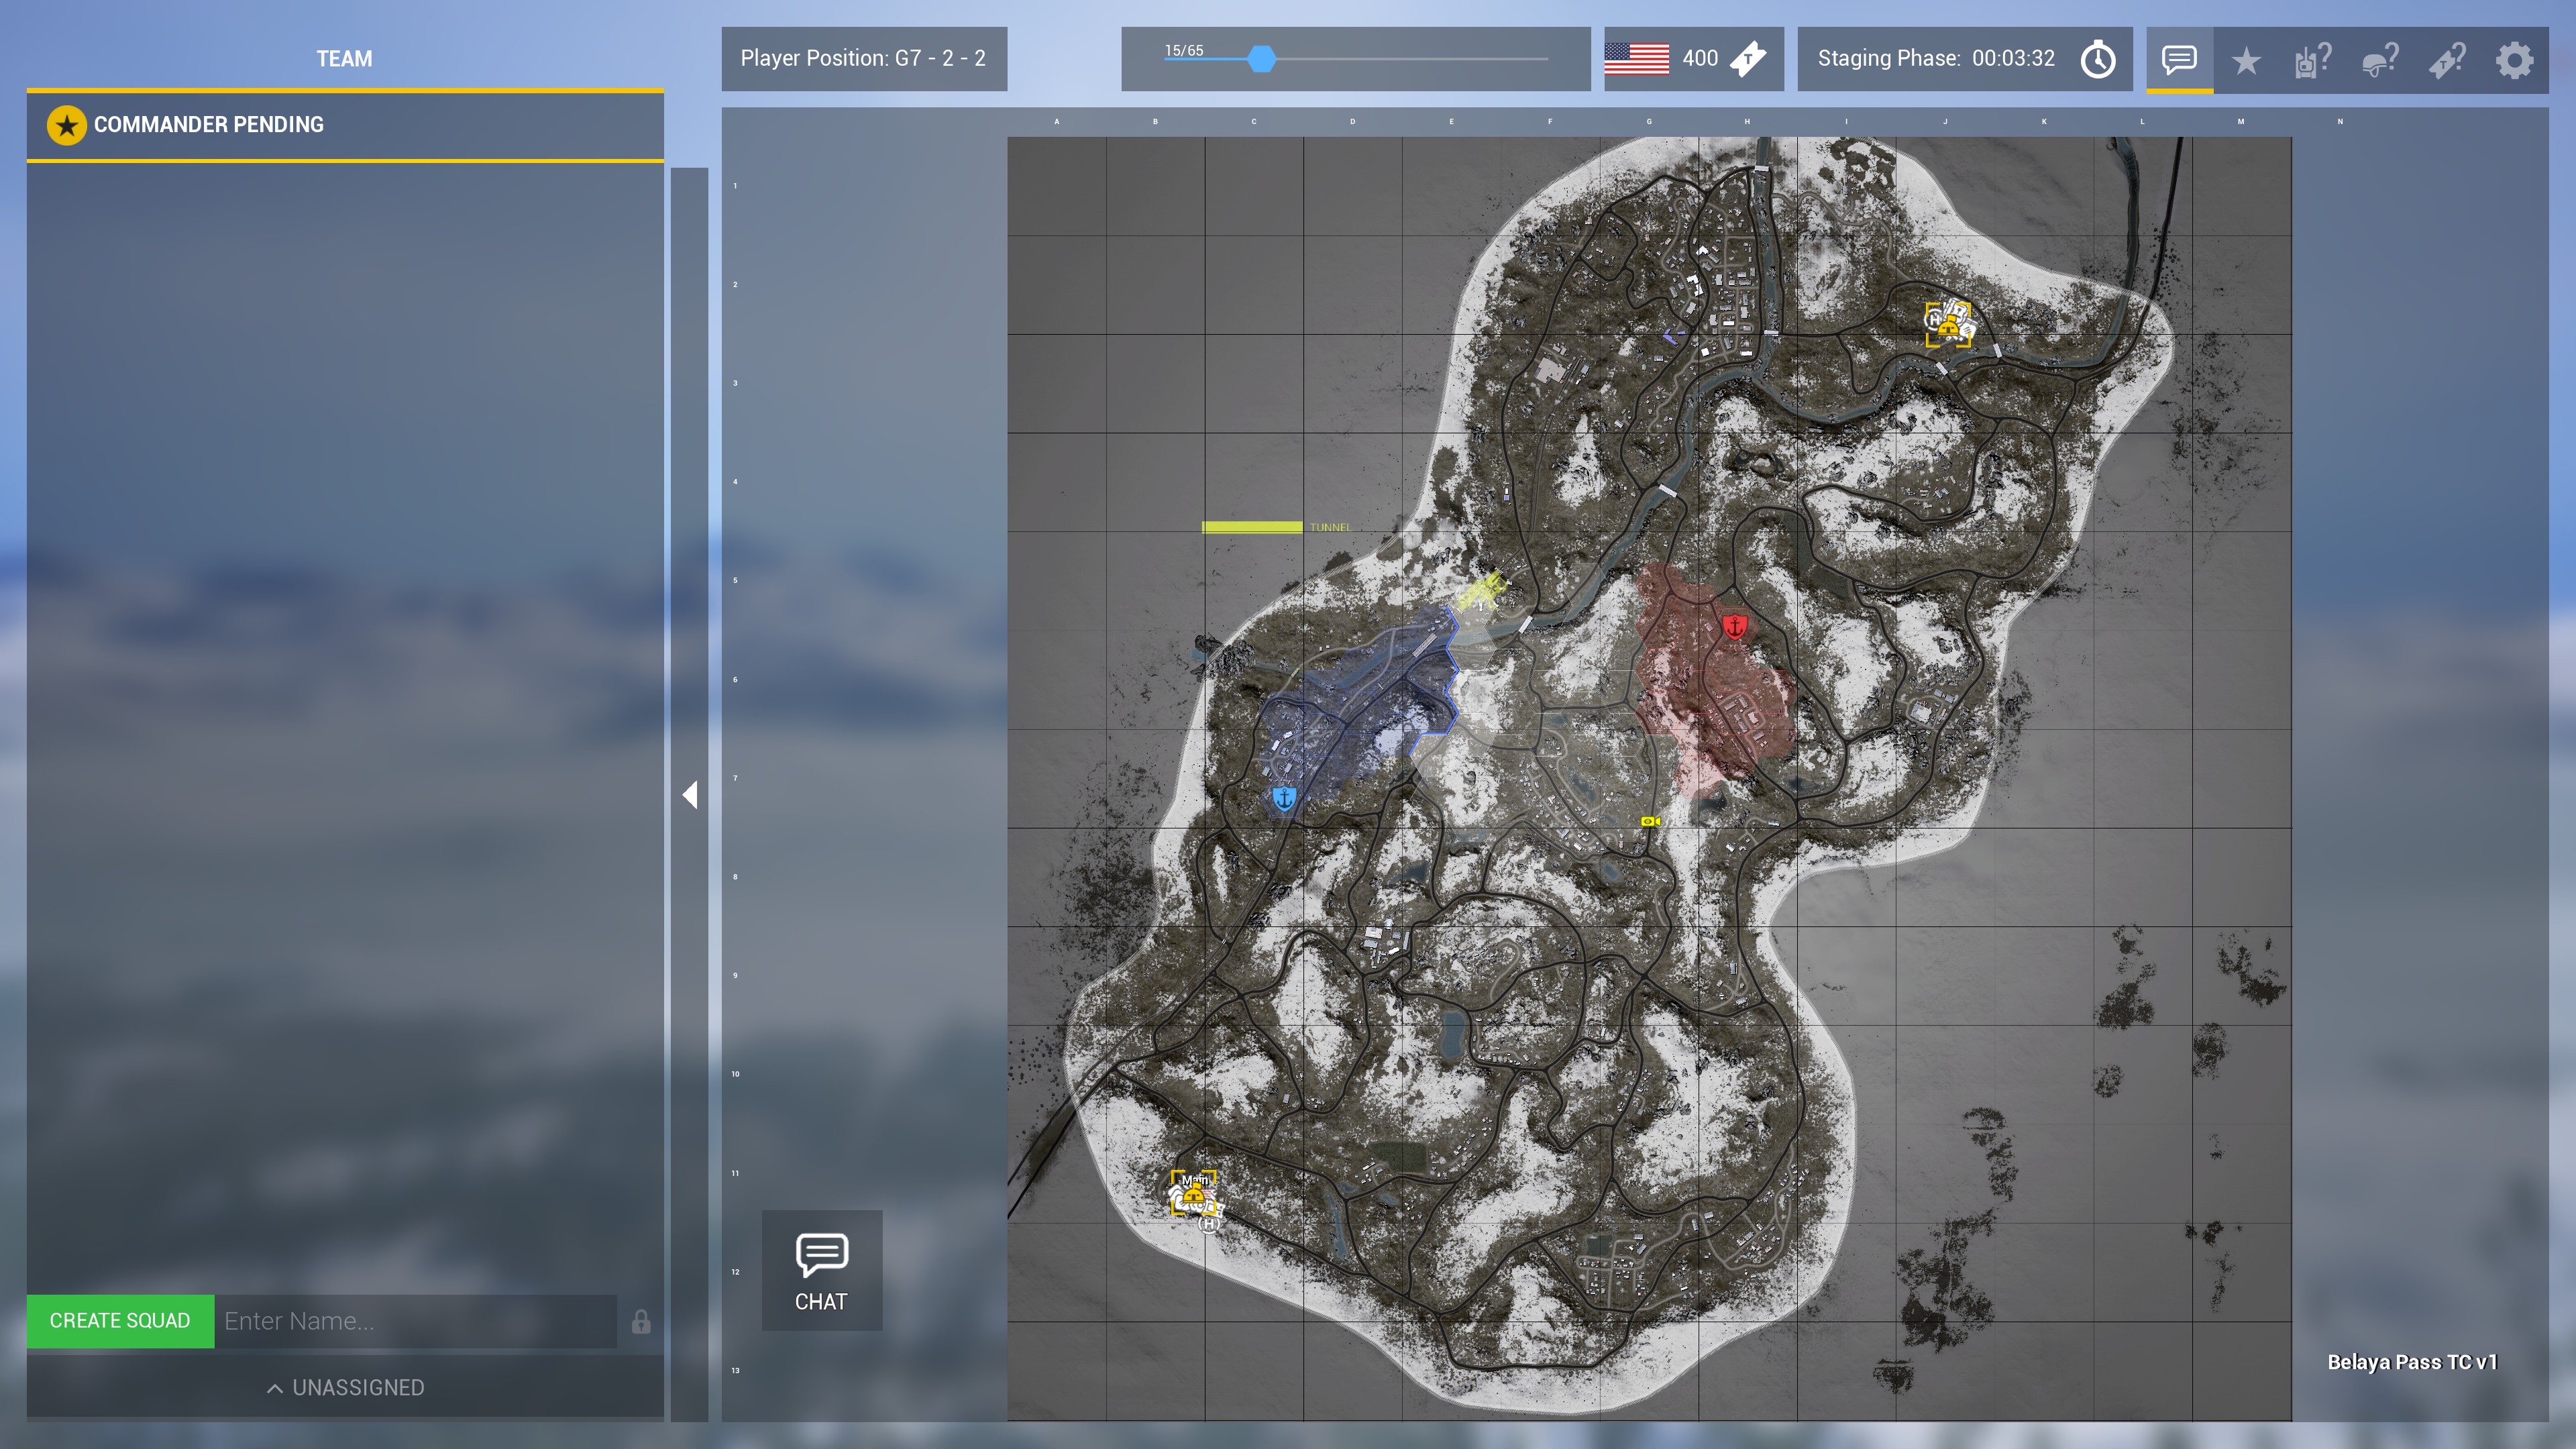 TEAM
Player Position: G7 - 2 - 2
15/65
400
T
Staging Phase: 00:03:32
? ? T ?
COMMANDER PENDING
A B C D E F G H I J K L M N
1
2
H
3
4
TUNNEL
5
6
7
8
9
10
11
Main
H
CHAT
12
CREATE SQUAD
Enter Name...
13
Belaya Pass TC v1
UNASSIGNED